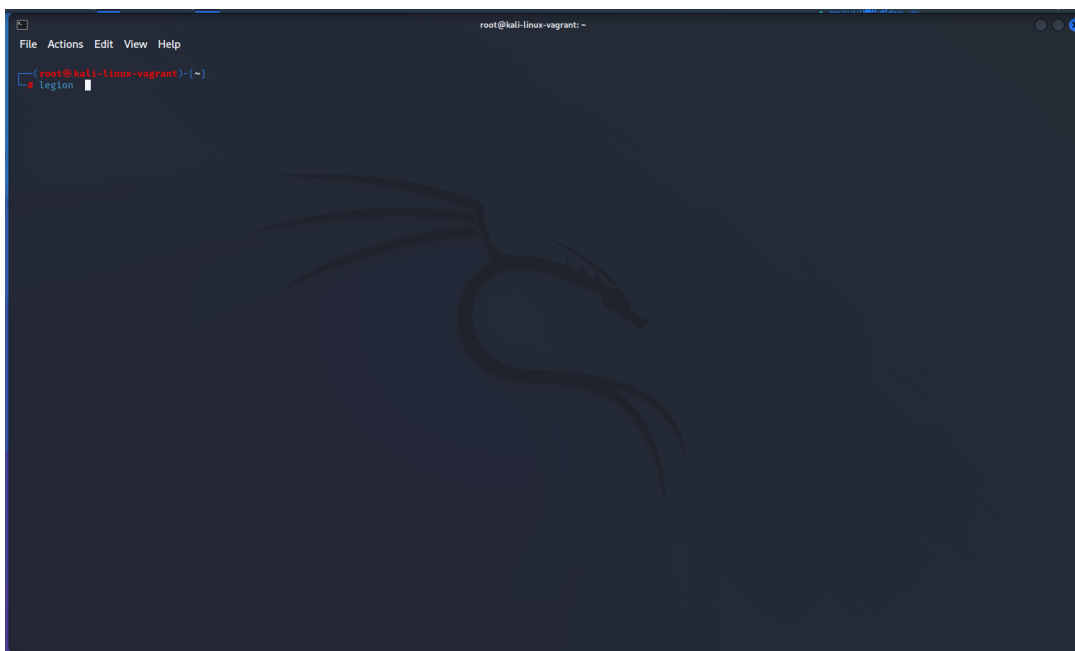 root@kali-linux-vagrant: ~
File Actions Edit View Help
┌──(root㉿kali-linux-vagrant)-[~]
└─# legion